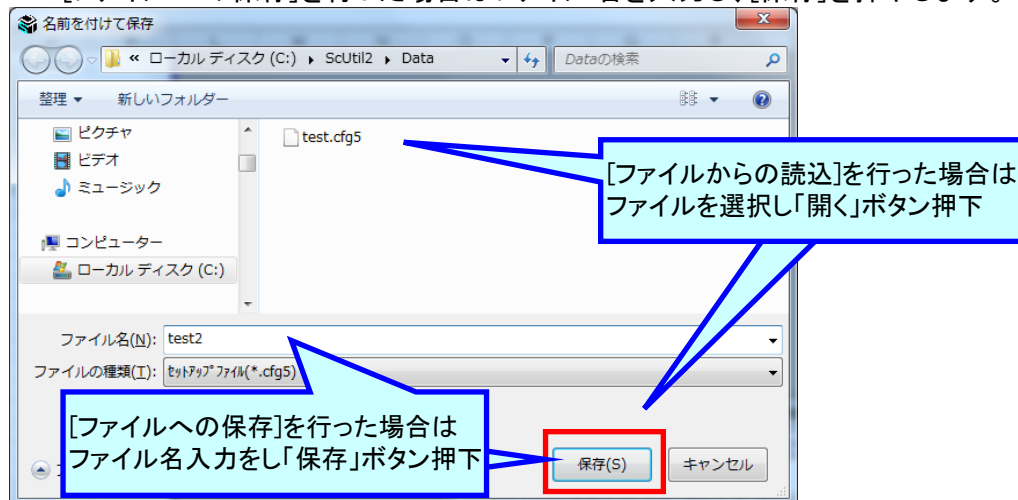 名前を付けて保存
« ローカル ディスク (C:) ▸ ScUtil2 ▸ Data
Dataの検索
整理 ▼ 新しいフォルダー
ピクチャ
ビデオ
ミュージック
コンピューター
ローカル ディスク (C:)
test.cfg5
[ファイルからの読込]を行った場合は
ファイルを選択し「開く」ボタン押下
ファイル名(N): test2
ファイルの種類(T): ｾｯﾄｱｯﾌﾟﾌｧｲﾙ(*.cfg5)
[ファイルへの保存]を行った場合は
ファイル名入力をし「保存」ボタン押下
保存(S)
キャンセル